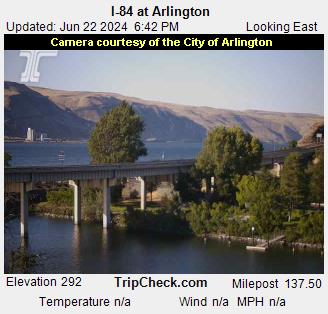 I-84 at Arlington
Updated: Jun 22 2024 6:42 PM Looking East
Camera courtesy of the City of Arlington
Elevation 292 TripCheck.com Milepost 137.50
Temperature n/a Wind n/a MPH n/a